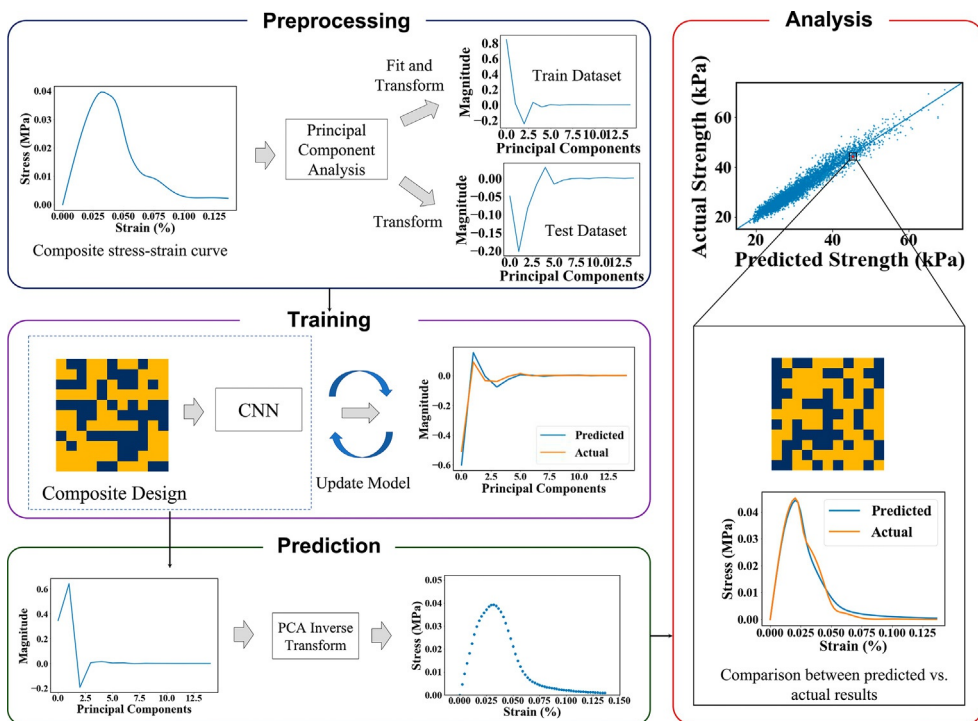 Preprocessing
Stress (MPa)
0.04
0.03
0.02
0.01
0.00
0.000 0.025 0.050 0.075 0.100 0.125
Strain (%)
Composite stress-strain curve
Principal
Component
Analysis
Fit and
Transform
Transform
Magnitude
0.8
0.6
0.4
0.2
0.0
−0.2
Train Dataset
0.0 2.5 5.0 7.5 10.0 12.5
Principal Components
Magnitude
0.00
−0.05
−0.10
−0.15
−0.20
Test Dataset
0.0 2.5 5.0 7.5 10.0 12.5
Principal Components
Training
Composite Design
CNN
Update Model
Magnitude
0.0
−0.2
−0.4
−0.6
Predicted
Actual
0.0 2.5 5.0 7.5 10.0 12.5
Principal Components
Prediction
Magnitude
0.6
0.4
0.2
0.0
−0.2
0.0 2.5 5.0 7.5 10.0 12.5
Principal Components
PCA Inverse
Transform
Stress (MPa)
0.05
0.04
0.03
0.02
0.01
0.00
0.000 0.025 0.050 0.075 0.100 0.125 0.150
Strain (%)
Analysis
Actual Strength (kPa)
60
40
20
20 40 60
Predicted Strength (kPa)
Stress (MPa)
0.04
0.03
0.02
0.01
0.00
Predicted
Actual
0.000 0.025 0.050 0.075 0.100 0.125
Strain (%)
Comparison between predicted vs.
actual results